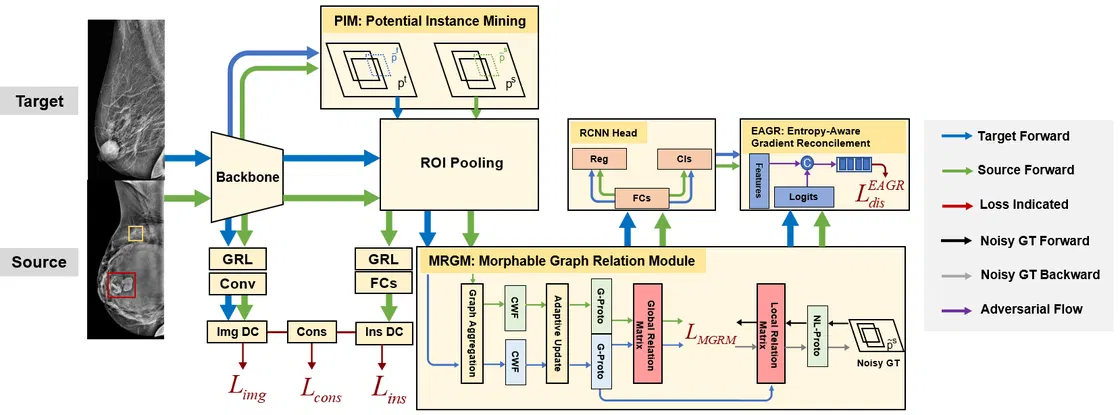 PIM: Potential Instance Mining
p̄ᵗ
pᵗ
p̄ˢ
pˢ
Target
Source
Backbone
ROI Pooling
GRL
Conv
Img DC
Cons
GRL
FCs
Ins DC
L_img
L_cons
L_ins
RCNN Head
Reg
Cls
FCs
EAGR: Entropy-Aware
Gradient Reconcilement
Features
C
Logits
L_dis^EAGR
MRGM: Morphable Graph Relation Module
Graph Aggregation
CWF
CWF
Adaptive Update
G-Proto
G-Proto
Global Relation
Matrix
L_MGRM
Local Relation
Matrix
NL-Proto
p̂ˢ
Noisy GT
Target Forward
Source Forward
Loss Indicated
Noisy GT Forward
Noisy GT Backward
Adversarial Flow